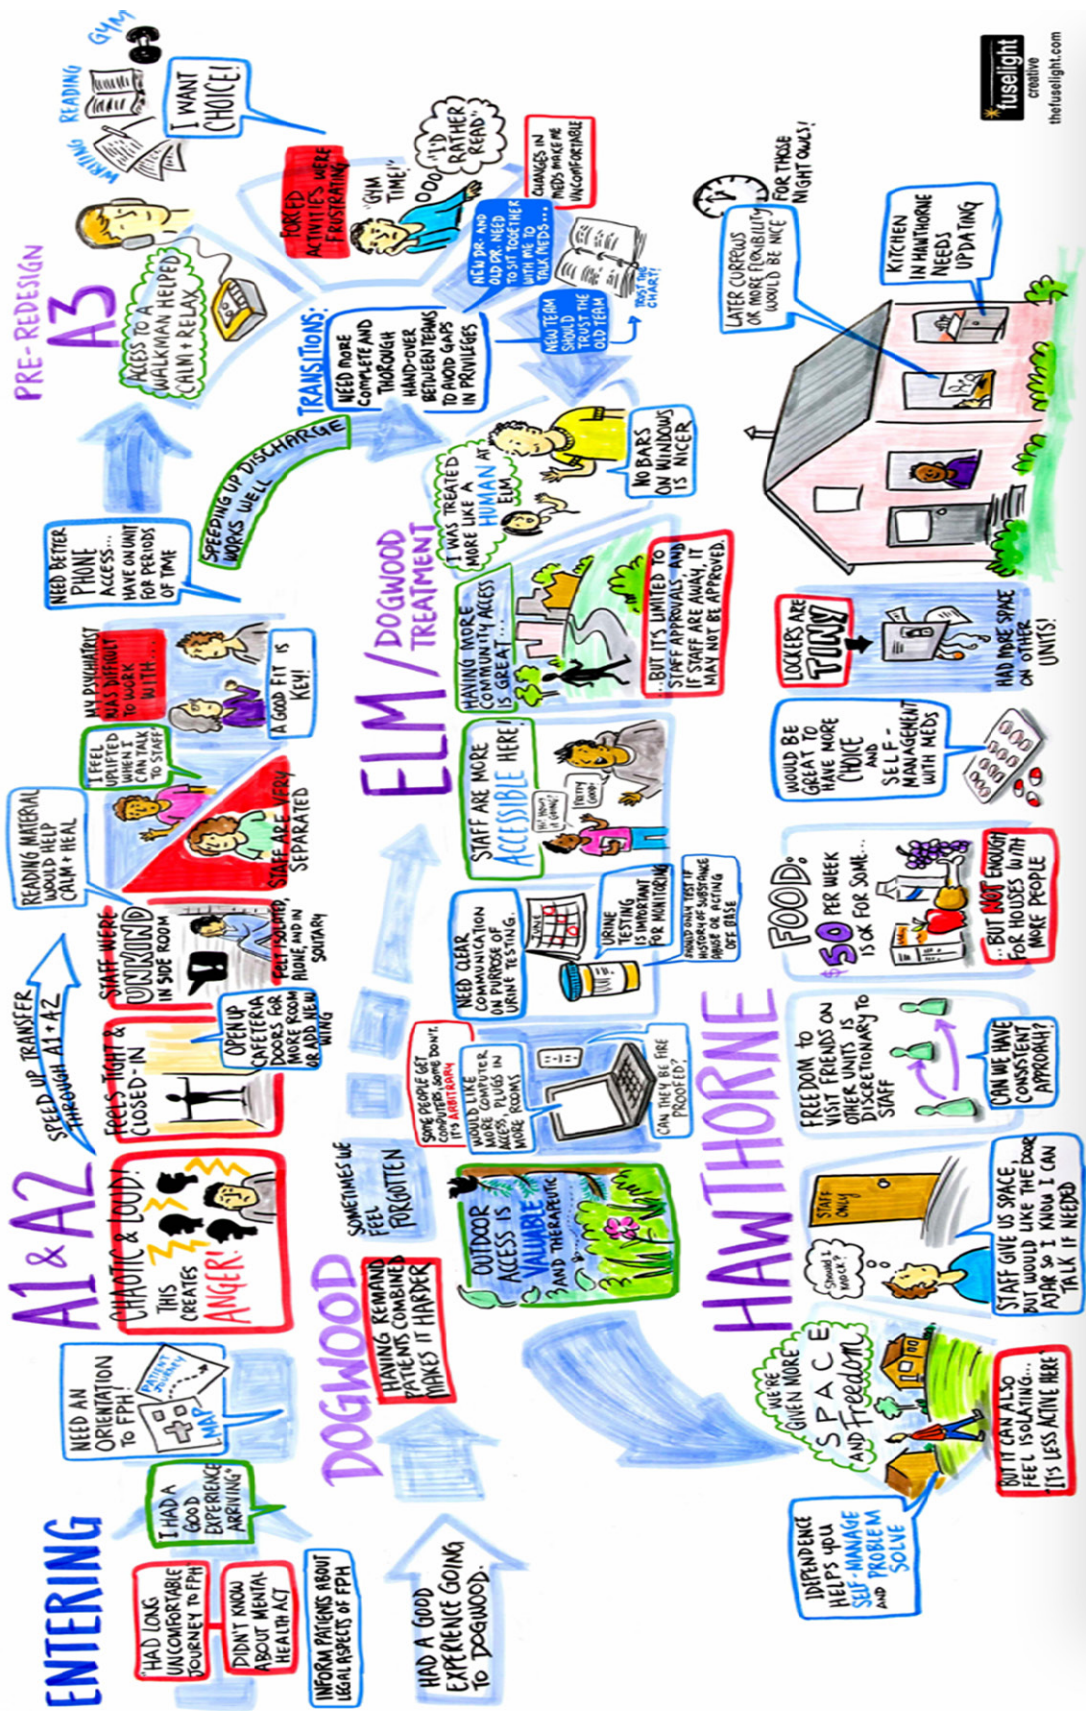 ENTERING
"HAD LONG
UNCOMFORTABLE
JOURNEY TO FPH"
DIDN'T KNOW
ABOUT MENTAL
HEALTH ACT
INFORM PATIENTS ABOUT
LEGAL ASPECTS OF FPH
I HAD A
GOOD
EXPERIENCE
ARRIVING"
NEED AN
ORIENTATION
TO FPH!
MAP
PATIENT
JOURNEY
A1 & A2
CHAOTIC & LOUD!
THIS
CREATES
ANGER!
SPEED UP TRANSFER
THROUGH A1 + A2
FEELS TIGHT &
CLOSED-IN
OPEN UP
CAFETERIA
DOORS FOR
MORE ROOM
OR ADD NEW
WING
STAFF WERE
UNKIND
IN SIDE ROOM
FELT ISOLATED,
ALONE, AND IN
SOLITARY
READING MATERIAL
WOULD HELP
CALM + HEAL
I FEEL
UPLIFTED
WHEN I
CAN TALK
TO STAFF
STAFF ARE VERY
SEPARATED
MY PSYCHIATRIST
WAS DIFFICULT
TO WORK
WITH...
A GOOD FIT IS
KEY!
NEED BETTER
PHONE
ACCESS...
HAVE ON UNIT
FOR PERIODS
OF TIME
SPEEDING UP DISCHARGE
WORKS WELL
PRE-REDESIGN
A3
ACCESS TO A
WALKMAN HELPED
CALM + RELAX
WRITING
READING
GYM
I WANT
CHOICE!
FORCED
ACTIVITIES WERE
FRUSTRATING
"GYM
TIME!"
"I'D
RATHER
READ"
TRANSITIONS:
NEED MORE
COMPLETE AND
THOROUGH
HAND-OVER
BETWEEN TEAMS
TO AVOID GAPS
IN PRIVILEGES
NEW DR. AND
OLD DR. NEED
TO SIT TOGETHER
WITH ME TO
TALK MEDS...
CHANGES IN
MEDS MAKE ME
UNCOMFORTABLE
NEW TEAM
SHOULD
TRUST THE
OLD TEAM
TRUST THE
CHART!
HAD A GOOD
EXPERIENCE GOING
TO DOGWOOD.
DOGWOOD
HAVING REMAND
PATIENTS COMBINED
MAKES IT HARDER
SOMETIMES WE
FEEL
FORGOTTEN
OUTDOOR
ACCESS IS
VALUABLE
AND THERAPEUTIC
SOME PEOPLE GET
COMPUTERS, SOME DON'T.
IT'S ARBITRARY
WOULD LIKE
MORE COMPUTER
ACCESS PLUGS IN
MORE ROOMS
CAN THEY BE FIRE
PROOFED?
NEED CLEAR
COMMUNICATION
ON PURPOSE OF
URINE TESTING.
JUNE
URINE
TESTING
IS IMPORTANT
FOR MONITORING
SHOULD ONLY TEST IF
HISTORY OF SUBSTANCE
ABUSE OR ACTING
OFF BASE
ELM / DOGWOOD
TREATMENT
STAFF ARE MORE
ACCESSIBLE HERE!
HI! HOW'S
IT GOING?
PRETTY
GOOD!
HAVING MORE
COMMUNITY ACCESS
IS GREAT...
...BUT IT'S LIMITED TO
STAFF APPROVALS AND
IF STAFF ARE AWAY, IT
MAY NOT BE APPROVED.
I WAS TREATED
MORE LIKE A
HUMAN AT
ELM
NO BARS
ON WINDOWS
IS NICER
HAWTHORNE
WE'RE
GIVEN MORE
SPACE
AND Freedom
IDIPENDENCE
HELPS YOU
SELF-MANAGE
AND PROBLEM
SOLVE
BUT IT CAN ALSO
FEEL ISOLATING...
"IT'S LESS ACTIVE HERE"
Should I
knock?
STAFF
ONLY
STAFF GIVE US SPACE
BUT WOULD LIKE THE DOOR
AJAR SO I KNOW I CAN
TALK IF NEEDED
FREEDOM TO
VISIT FRIENDS ON
OTHER UNITS IS
DISCRETIONARY TO
STAFF
CAN WE HAVE
CONSISTENT
APPROACH?
FOOD:
$50 PER WEEK
IS OK FOR SOME...
...BUT NOT ENOUGH
FOR HOUSES WITH
MORE PEOPLE
WOULD BE
GREAT TO
HAVE MORE
CHOICE
AND
SELF-
MANAGEMENT
WITH MEDS
LOCKERS ARE
TINY
HAD MORE SPACE
ON OTHER
UNITS!
LATER CURFEWS
OR MORE FLEXIBILITY
WOULD BE NICE
FOR THOSE
NIGHT OWLS!
KITCHEN
IN HAWTHORNE
NEEDS
UPDATING
fuselight
creative
thefuselight.com